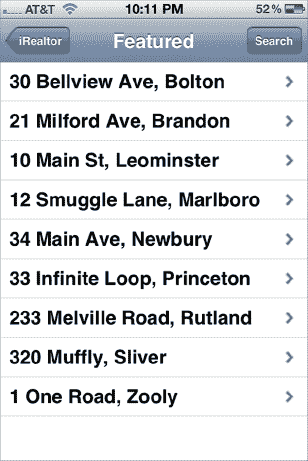 AT&T 10:11 PM 52%
iRealtor Featured Search
30 Bellview Ave, Bolton
21 Milford Ave, Brandon
10 Main St, Leominster
12 Smuggle Lane, Marlboro
34 Main Ave, Newbury
33 Infinite Loop, Princeton
233 Melville Road, Rutland
320 Muffly, Sliver
1 One Road, Zooly